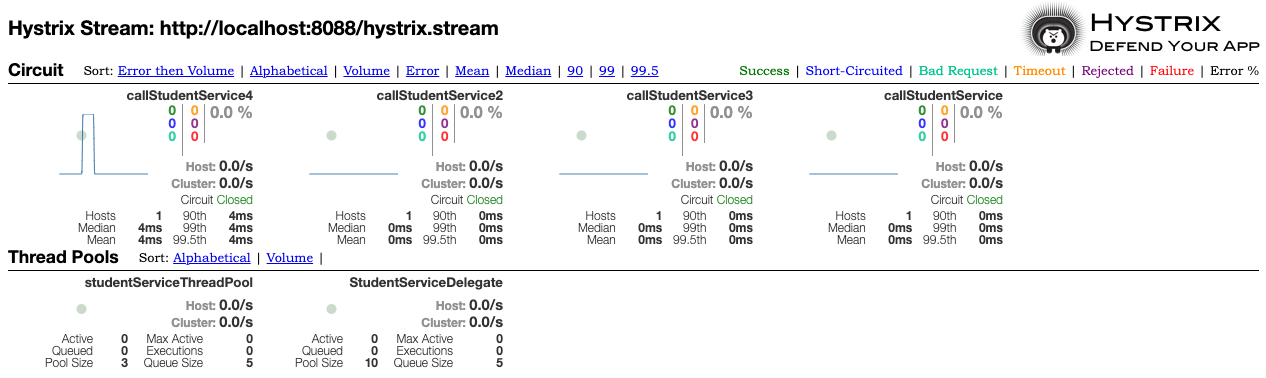 Hystrix Stream: http://localhost:8088/hystrix.stream
HYSTRIX
DEFEND YOUR APP
Circuit Sort: Error then Volume | Alphabetical | Volume | Error | Mean | Median | 90 | 99 | 99.5
Success | Short-Circuited | Bad Request | Timeout | Rejected | Failure | Error %
callStudentService4
0 0 0.0 %
0 0
0 0
Host: 0.0/s
Cluster: 0.0/s
Circuit Closed
Hosts 1 90th 4ms
Median 4ms 99th 4ms
Mean 4ms 99.5th 4ms
callStudentService2
0 0 0.0 %
0 0
0 0
Host: 0.0/s
Cluster: 0.0/s
Circuit Closed
Hosts 1 90th 0ms
Median 0ms 99th 0ms
Mean 0ms 99.5th 0ms
callStudentService3
0 0 0.0 %
0 0
0 0
Host: 0.0/s
Cluster: 0.0/s
Circuit Closed
Hosts 1 90th 0ms
Median 0ms 99th 0ms
Mean 0ms 99.5th 0ms
callStudentService
0 0 0.0 %
0 0
0 0
Host: 0.0/s
Cluster: 0.0/s
Circuit Closed
Hosts 1 90th 0ms
Median 0ms 99th 0ms
Mean 0ms 99.5th 0ms
Thread Pools Sort: Alphabetical | Volume |
studentServiceThreadPool
Host: 0.0/s
Cluster: 0.0/s
Active 0 Max Active 0
Queued 0 Executions 0
Pool Size 3 Queue Size 5
StudentServiceDelegate
Host: 0.0/s
Cluster: 0.0/s
Active 0 Max Active 0
Queued 0 Executions 0
Pool Size 10 Queue Size 5